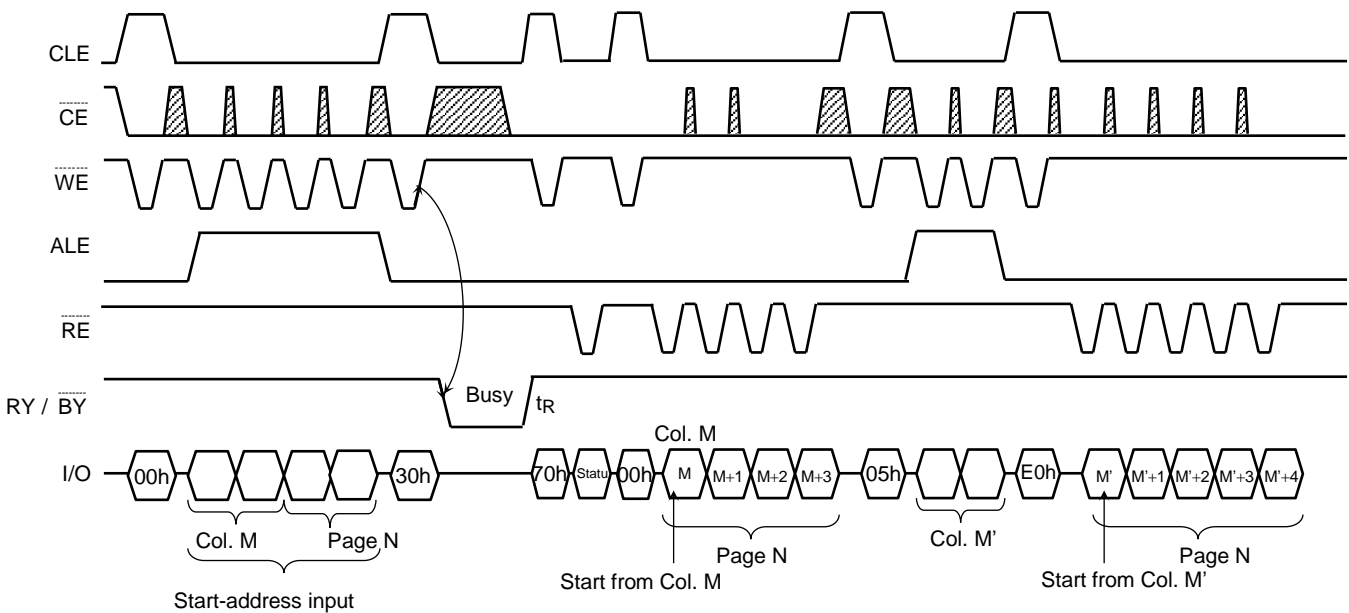 CLE
CE
WE
ALE
RE
RY / BY
Busy
tR
Col. M
I/O
00h
30h
70h
Statu
00h
M
M+1
M+2
M+3
05h
E0h
M'
M'+1
M'+2
M'+3
M'+4
Col. M
Page N
Page N
Col. M’
Page N
Start from Col. M
Start from Col. M’
Start-address input